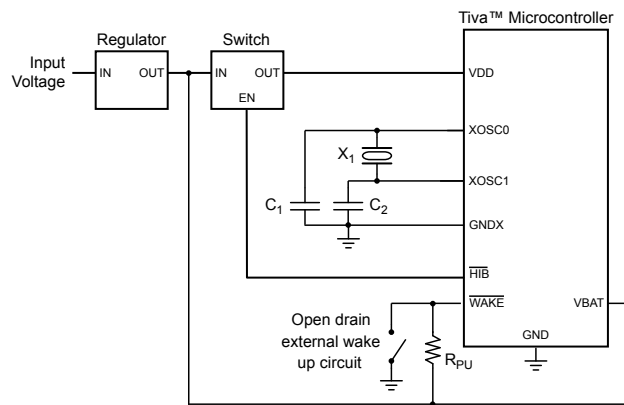 Tiva™ Microcontroller
Regulator
Switch
Input
Voltage
IN
OUT
IN
OUT
EN
VDD
XOSC0
X1
XOSC1
C1
C2
GNDX
HIB
WAKE
VBAT
Open drain
external wake
up circuit
RPU
GND